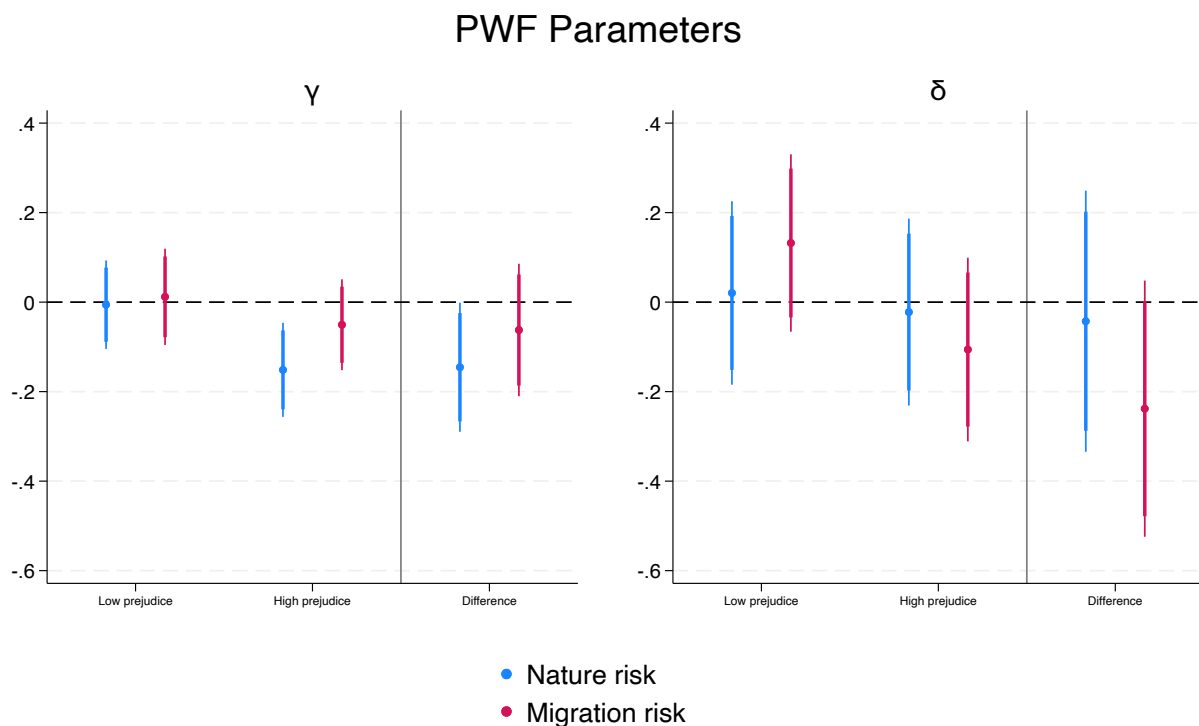 PWF Parameters
γ
.4
.2
0
-.2
-.4
-.6
Low prejudice
High prejudice
Difference
δ
.4
.2
0
-.2
-.4
-.6
Low prejudice
High prejudice
Difference
Nature risk
Migration risk